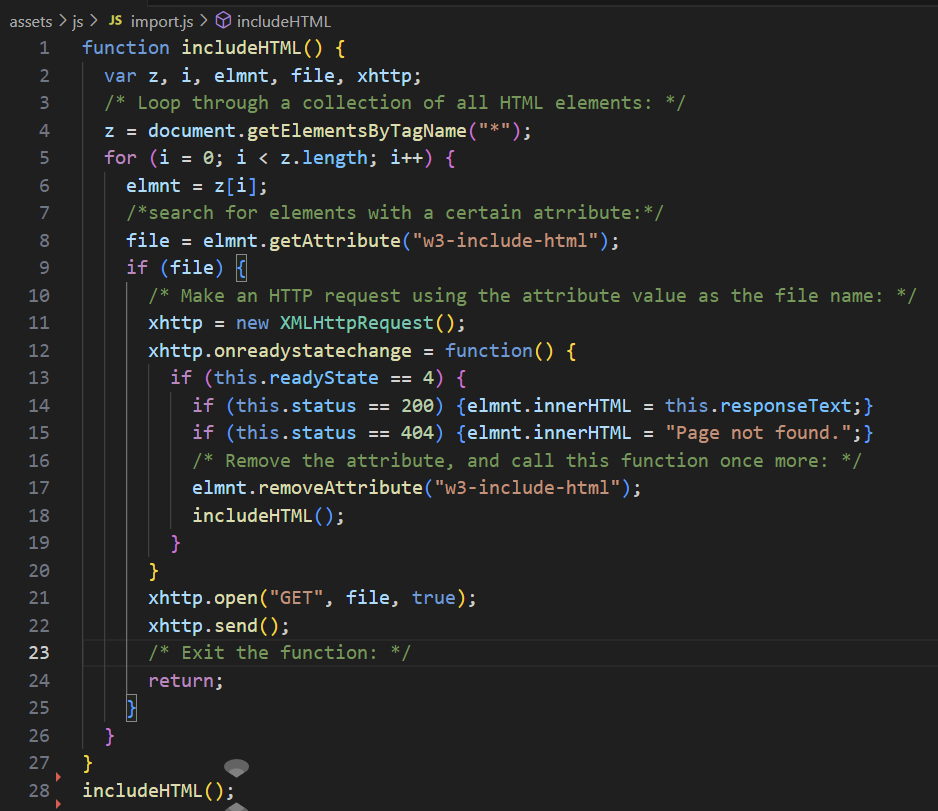 assets > js > JS import.js > includeHTML
1 function includeHTML() {
2 var z, i, elmnt, file, xhttp;
3 /* Loop through a collection of all HTML elements: */
4 z = document.getElementsByTagName("*");
5 for (i = 0; i < z.length; i++) {
6 elmnt = z[i];
7 /*search for elements with a certain atrribute:*/
8 file = elmnt.getAttribute("w3-include-html");
9 if (file) {
10 /* Make an HTTP request using the attribute value as the file name: */
11 xhttp = new XMLHttpRequest();
12 xhttp.onreadystatechange = function() {
13 if (this.readyState == 4) {
14 if (this.status == 200) {elmnt.innerHTML = this.responseText;}
15 if (this.status == 404) {elmnt.innerHTML = "Page not found.";}
16 /* Remove the attribute, and call this function once more: */
17 elmnt.removeAttribute("w3-include-html");
18 includeHTML();
19 }
20 }
21 xhttp.open("GET", file, true);
22 xhttp.send();
23 /* Exit the function: */
24 return;
25 }
26 }
27 }
28 includeHTML();